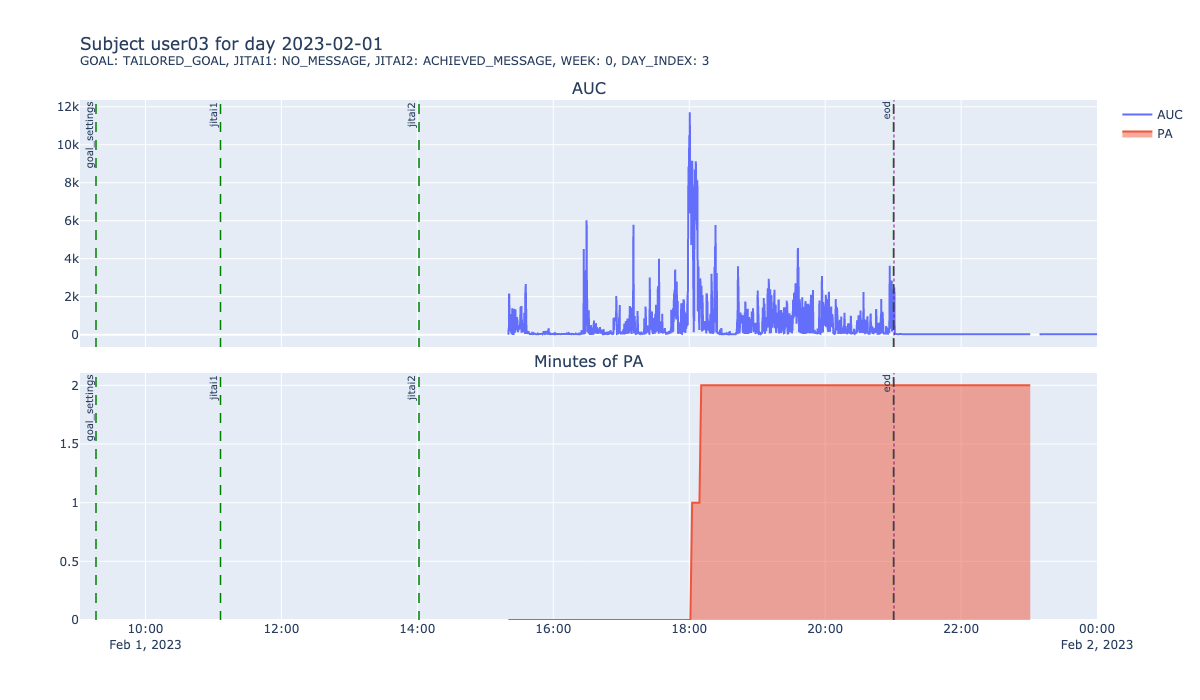 Subject user03 for day 2023-02-01
GOAL: TAILORED_GOAL, JITAI1: NO_MESSAGE, JITAI2: ACHIEVED_MESSAGE, WEEK: 0, DAY_INDEX: 3
AUC
12k
10k
8k
6k
4k
2k
0
goal_settings
jitai1
jitai2
eod
AUC
PA
Minutes of PA
2
1.5
1
0.5
0
goal_settings
jitai1
jitai2
eod
10:00 12:00 14:00 16:00 18:00 20:00 22:00 00:00
Feb 1, 2023 Feb 2, 2023